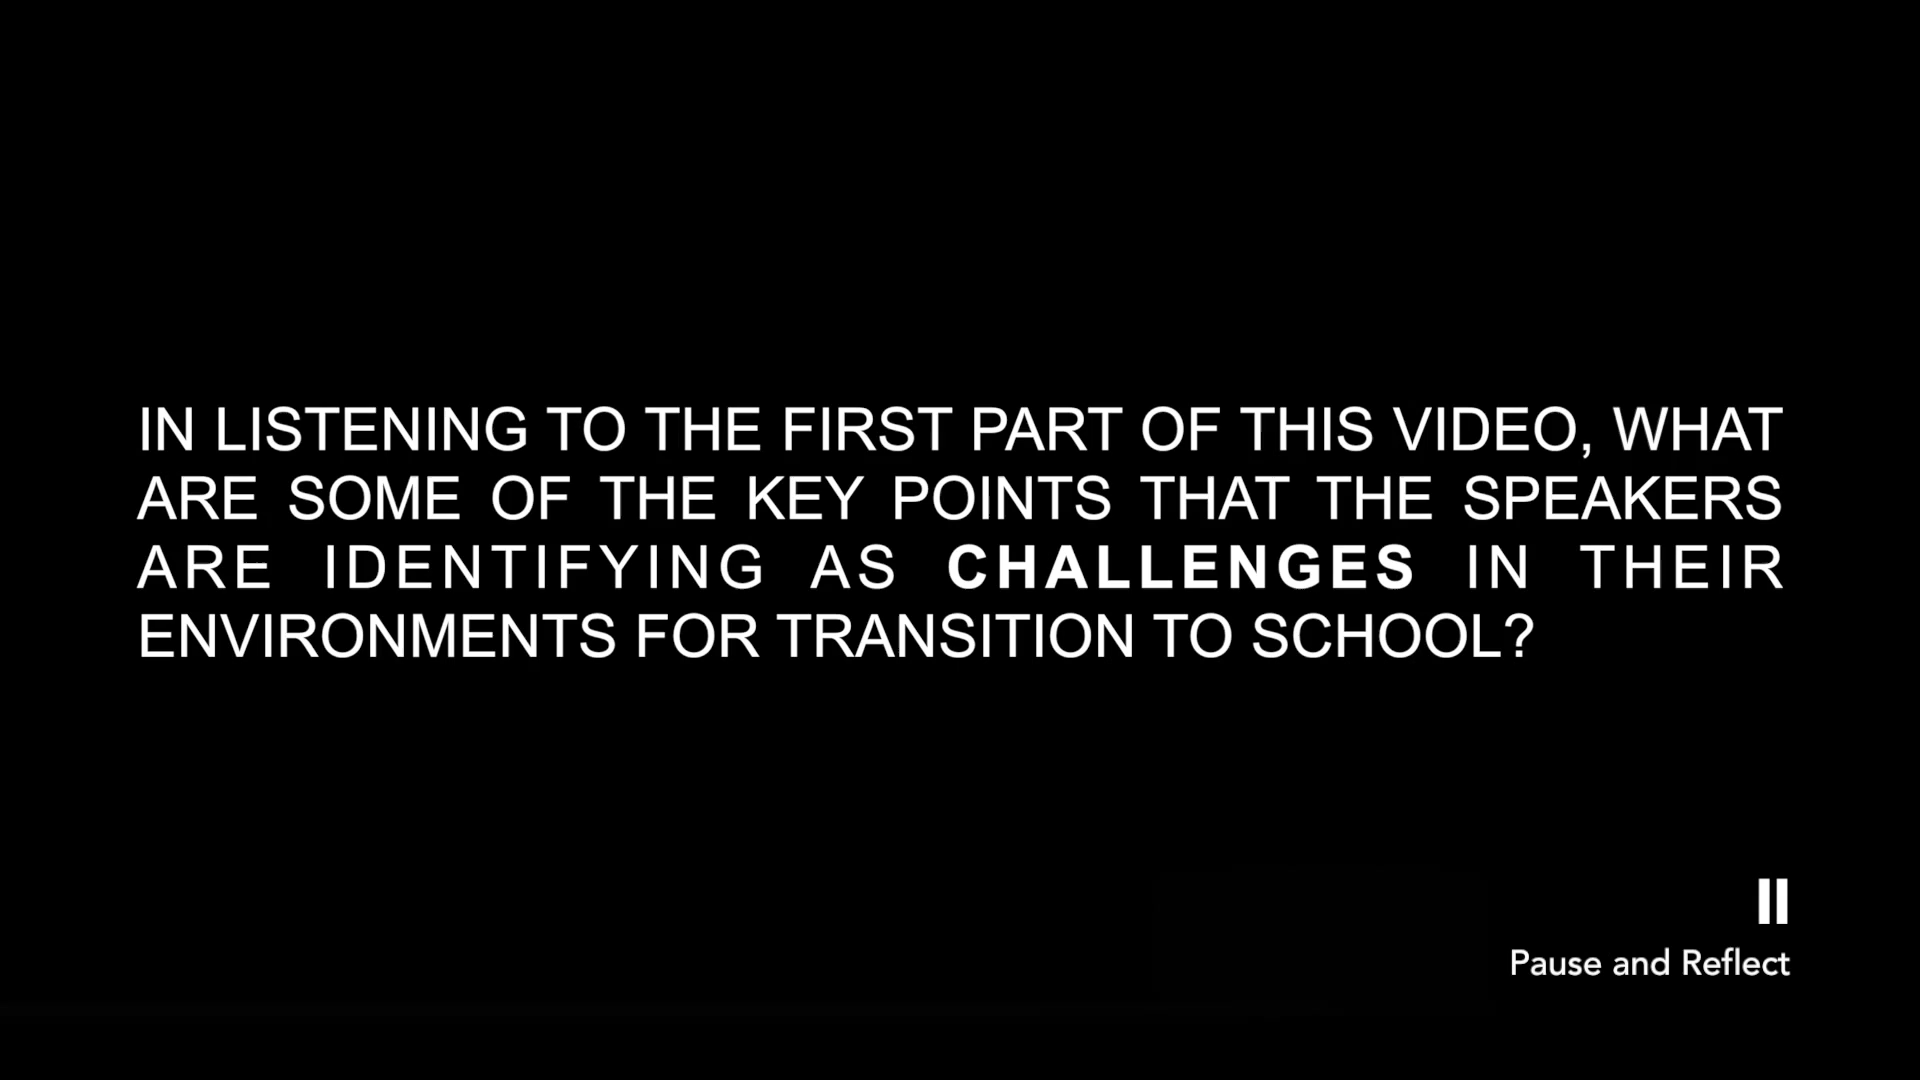 IN LISTENING TO THE FIRST PART OF THIS VIDEO, WHAT
ARE SOME OF THE KEY POINTS THAT THE SPEAKERS
ARE IDENTIFYING AS CHALLENGES IN THEIR
ENVIRONMENTS FOR TRANSITION TO SCHOOL?
Pause and Reflect